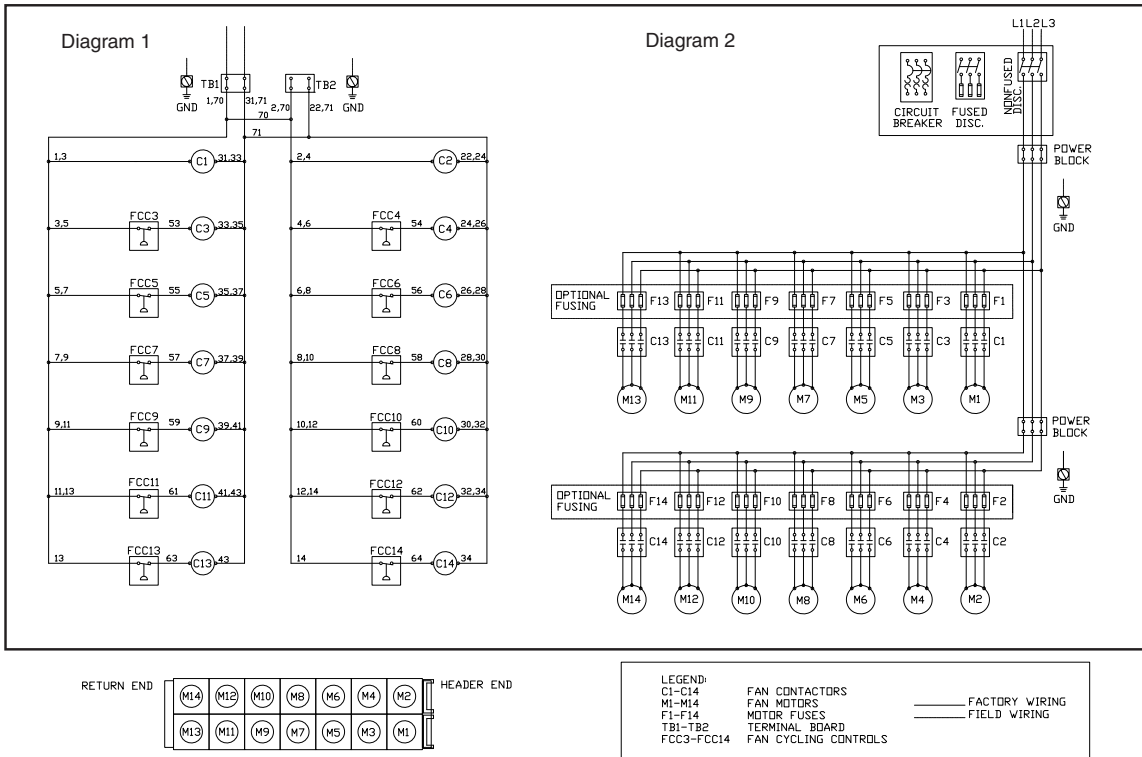 Diagram 1
Diagram 2
L1L2L3
TB1
TB2
GND
GND
1,70
31,71
2,70
22,71
70
71
CIRCUIT BREAKER
FUSED DISC.
NONFUSED DISC.
POWER BLOCK
GND
1,3
C1
31,33
2,4
C2
22,24
3,5
FCC3
53
C3
33,35
4,6
FCC4
54
C4
24,26
5,7
FCC5
55
C5
35,37
6,8
FCC6
56
C6
26,28
7,9
FCC7
57
C7
37,39
8,10
FCC8
58
C8
28,30
9,11
FCC9
59
C9
39,41
10,12
FCC10
60
C10
30,32
11,13
FCC11
61
C11
41,43
12,14
FCC12
62
C12
32,34
13
FCC13
63
C13
43
14
FCC14
64
C14
34
OPTIONAL FUSING
F13
F11
F9
F7
F5
F3
F1
C13
C11
C9
C7
C5
C3
C1
M13
M11
M9
M7
M5
M3
M1
POWER BLOCK
GND
OPTIONAL FUSING
F14
F12
F10
F8
F6
F4
F2
C14
C12
C10
C8
C6
C4
C2
M14
M12
M10
M8
M6
M4
M2
RETURN END
M14
M12
M10
M8
M6
M4
M2
HEADER END
M13
M11
M9
M7
M5
M3
M1
LEGEND:
C1-C14 FAN CONTACTORS
M1-M14 FAN MOTORS
F1-F14 MOTOR FUSES
TB1-TB2 TERMINAL BOARD
FCC3-FCC14 FAN CYCLING CONTROLS
FACTORY WIRING
FIELD WIRING